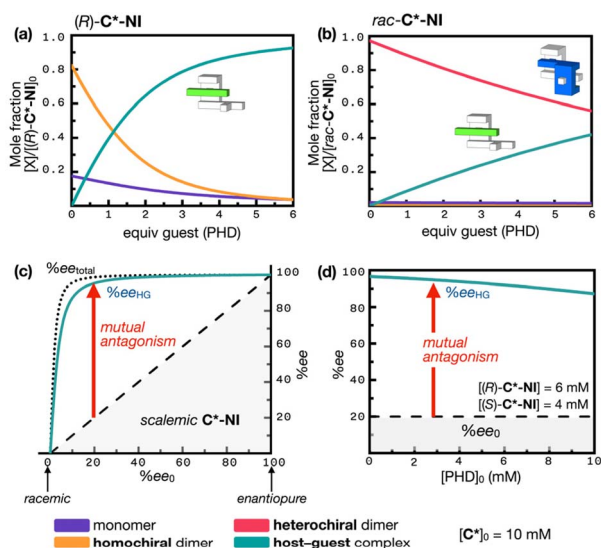 (R)-C*-NI
rac-C*-NI
(a)
(b)
Mole fraction
[X]/[(R)-C*-NI]₀
1.0
0.8
0.6
0.4
0.2
0 1 2 3 4 5 6
equiv guest (PHD)
Mole fraction
[X]/[rac-C*-NI]₀
1.0
0.8
0.6
0.4
0.2
0 1 2 3 4 5 6
equiv guest (PHD)
(c)
%ee_total
%ee_HG
mutual
antagonism
scalemic C*-NI
100
80
60
40
20
%ee
0 20 40 60 80 100
%ee₀
racemic
enantiopure
(d)
%ee
100
80
60
40
20
0
%ee_HG
mutual
antagonism
[(R)-C*-NI] = 6 mM
[(S)-C*-NI] = 4 mM
%ee₀
0 2 4 6 8 10
[PHD]₀ (mM)
monomer
heterochiral dimer
homochiral dimer
host–guest complex
[C*]₀ = 10 mM